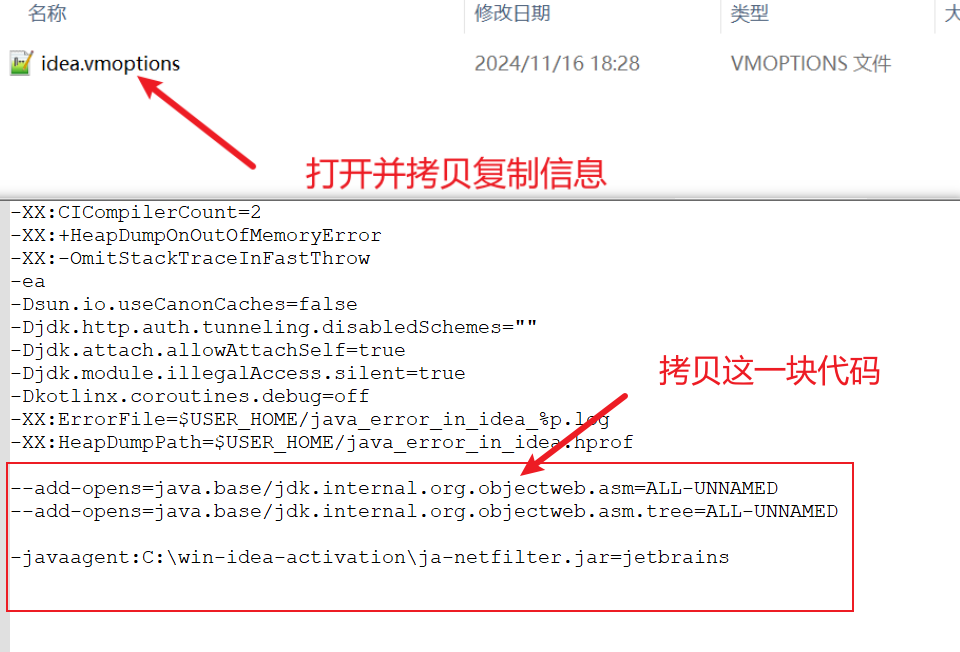 名称 修改日期 类型 大
idea.vmoptions 2024/11/16 18:28 VMOPTIONS 文件
打开并拷贝复制信息
-XX:CICompilerCount=2
-XX:+HeapDumpOnOutOfMemoryError
-XX:-OmitStackTraceInFastThrow
-ea
-Dsun.io.useCanonCaches=false
-Djdk.http.auth.tunneling.disabledSchemes=""
-Djdk.attach.allowAttachSelf=true
拷贝这一块代码
-Djdk.module.illegalAccess.silent=true
-Dkotlinx.coroutines.debug=off
-XX:ErrorFile=$USER_HOME/java_error_in_idea_%p.log
-XX:HeapDumpPath=$USER_HOME/java_error_in_idea.hprof
--add-opens=java.base/jdk.internal.org.objectweb.asm=ALL-UNNAMED
--add-opens=java.base/jdk.internal.org.objectweb.asm.tree=ALL-UNNAMED
-javaagent:C:\win-idea-activation\ja-netfilter.jar=jetbrains